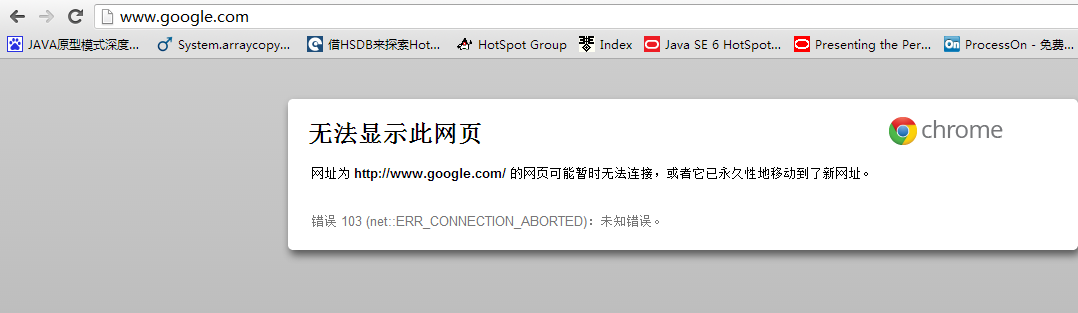 www.google.com
JAVA原型模式深度... System.arraycopy... 借HSDB来探索Hot... HotSpot Group Index Java SE 6 HotSpot... Presenting the Per... ProcessOn - 免费...
无法显示此网页
chrome
网址为 http://www.google.com/ 的网页可能暂时无法连接，或者它已永久性地移动到了新网址。
错误 103 (net::ERR_CONNECTION_ABORTED)：未知错误。